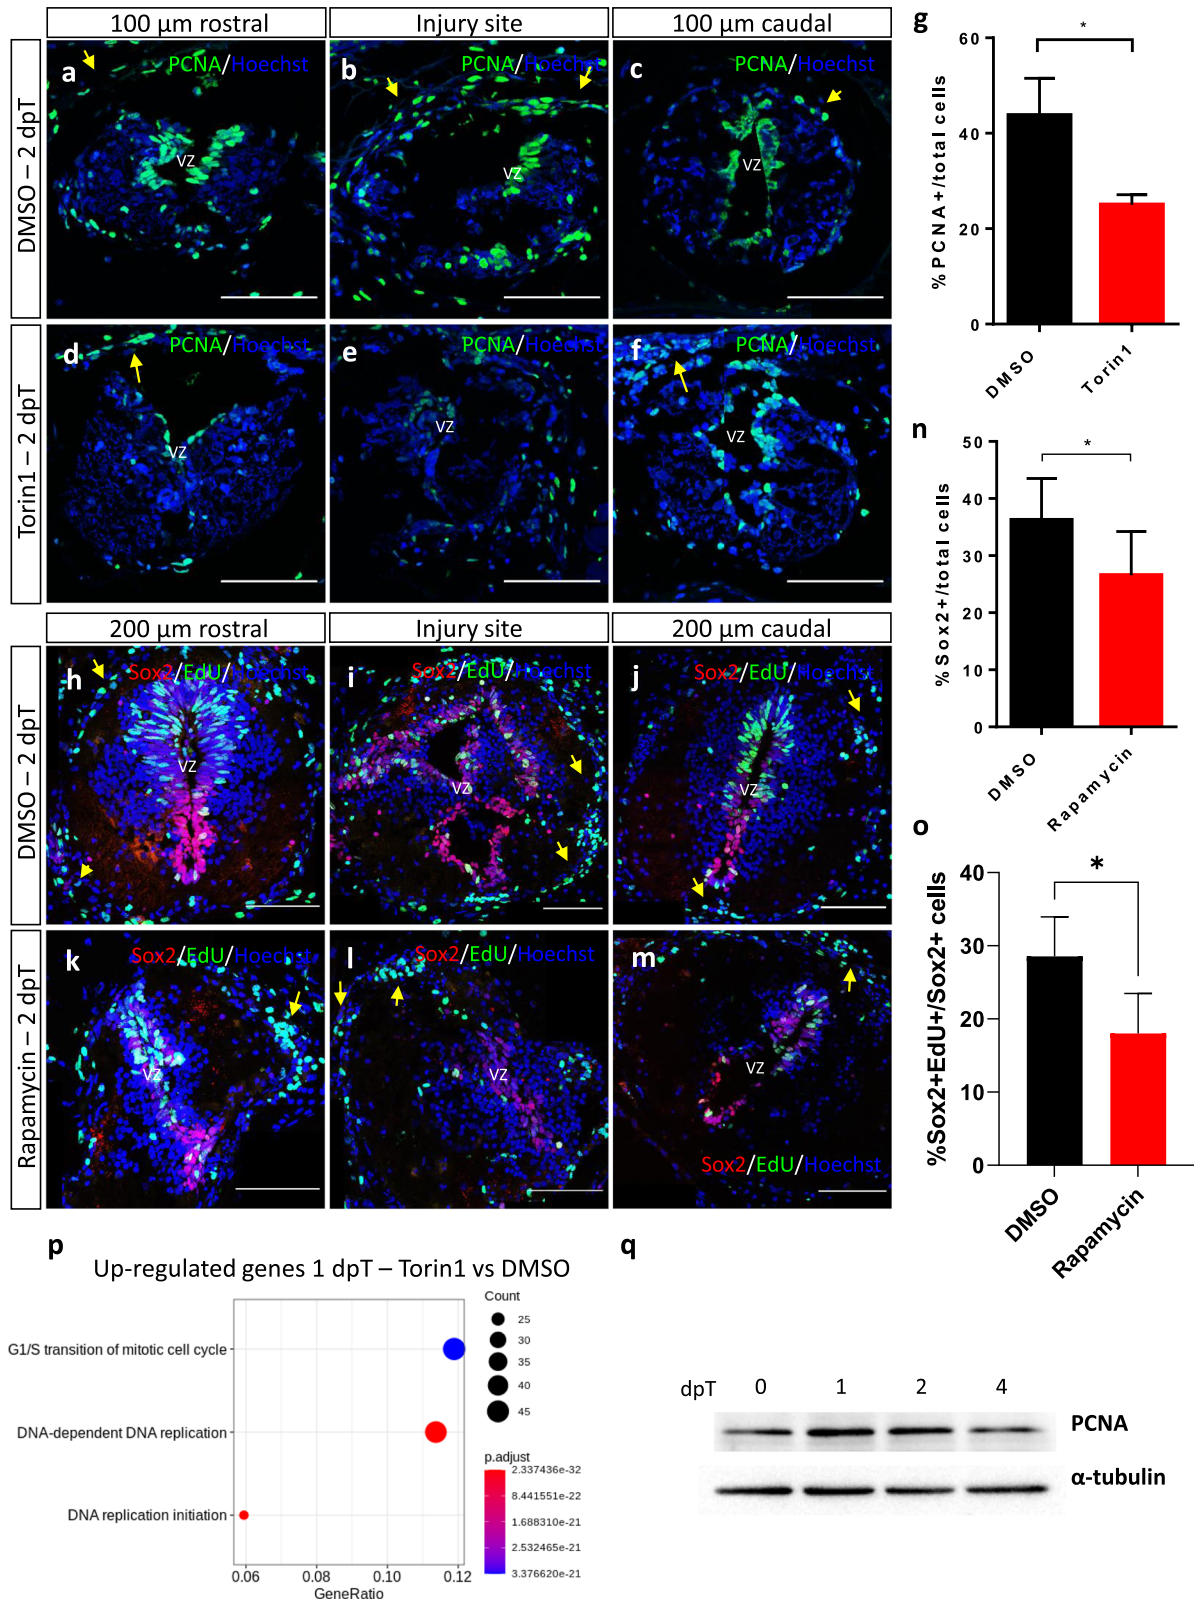 100 µm rostral
Injury site
100 µm caudal
DMSO – 2 dpT
a
PCNA/Hoechst
VZ
b
PCNA/Hoechst
VZ
c
PCNA/Hoechst
VZ
Torin1 – 2 dpT
d
PCNA/Hoechst
VZ
e
PCNA/Hoechst
VZ
f
PCNA/Hoechst
VZ
g
*
%PCNA+/total cells
60
40
20
0
DMSO
Torin1
200 µm rostral
Injury site
200 µm caudal
DMSO – 2 dpT
h
Sox2/EdU/Hoechst
VZ
i
Sox2/EdU/Hoechst
VZ
j
Sox2/EdU/Hoechst
VZ
Rapamycin – 2 dpT
k
Sox2/EdU/Hoechst
VZ
l
Sox2/EdU/Hoechst
VZ
m
VZ
Sox2/EdU/Hoechst
n
*
%Sox2+/total cells
50
40
30
20
10
0
DMSO
Rapamycin
o
*
%Sox2+EdU+/Sox2+ cells
40
30
20
10
0
DMSO
Rapamycin
p
Up-regulated genes 1 dpT – Torin1 vs DMSO
G1/S transition of mitotic cell cycle
DNA-dependent DNA replication
DNA replication initiation
0.06 0.08 0.10 0.12
GeneRatio
Count
25
30
35
40
45
p.adjust
2.337436e-32
8.441551e-22
1.688310e-21
2.532465e-21
3.376620e-21
q
dpT 0 1 2 4
PCNA
α-tubulin